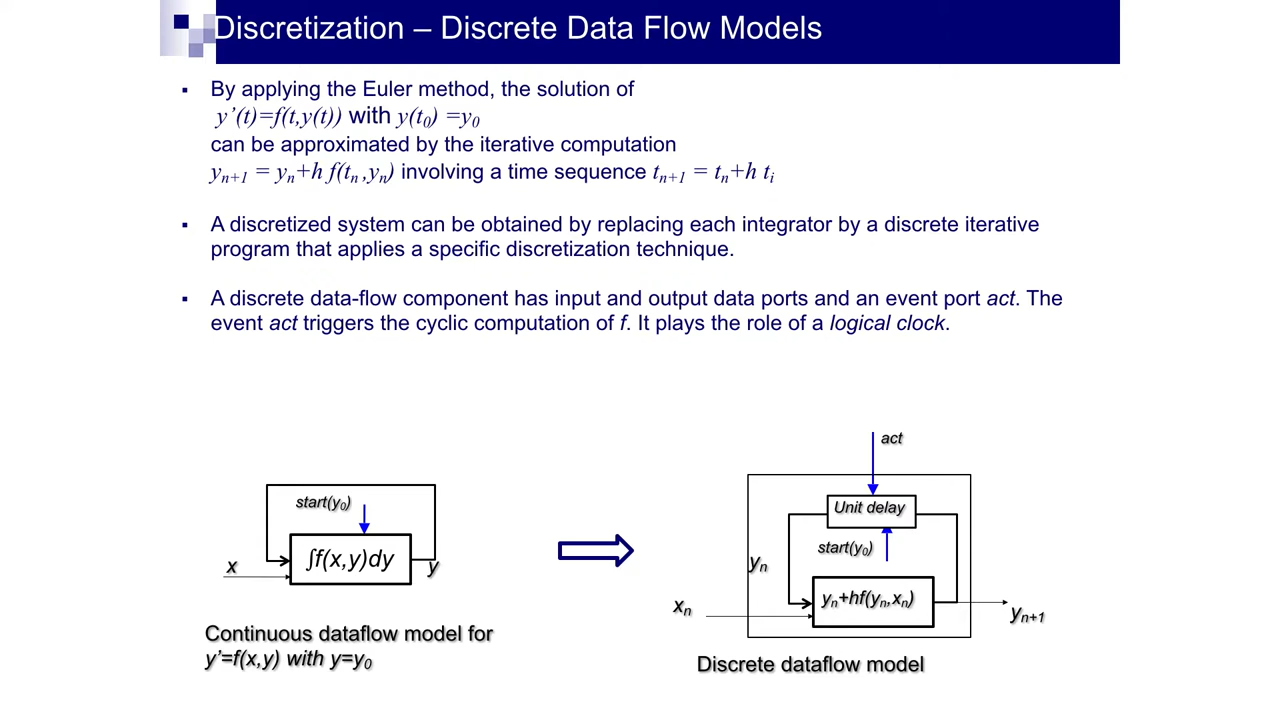 Discretization – Discrete Data Flow Models
▪ By applying the Euler method, the solution of
y’(t)=f(t,y(t)) with y(t0) =y0
can be approximated by the iterative computation
yn+1 = yn+h f(tn ,yn) involving a time sequence tn+1 = tn+h ti
▪ A discretized system can be obtained by replacing each integrator by a discrete iterative
program that applies a specific discretization technique.
▪ A discrete data-flow component has input and output data ports and an event port act. The
event act triggers the cyclic computation of f. It plays the role of a logical clock.
start(y0)
x
∫f(x,y)dy
y
Continuous dataflow model for
y’=f(x,y) with y=y0
act
Unit delay
start(y0)
yn
xn
yn+hf(yn,xn)
yn+1
Discrete dataflow model